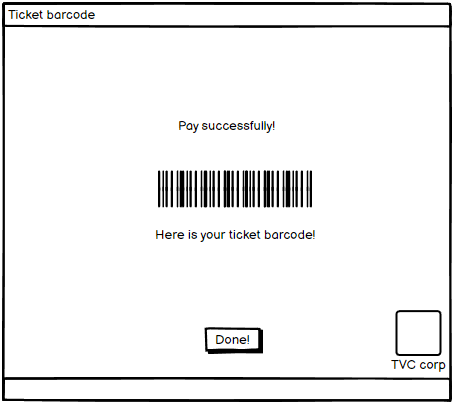 Ticket barcode
Pay successfully!
Here is your ticket barcode!
Done!
TVC corp